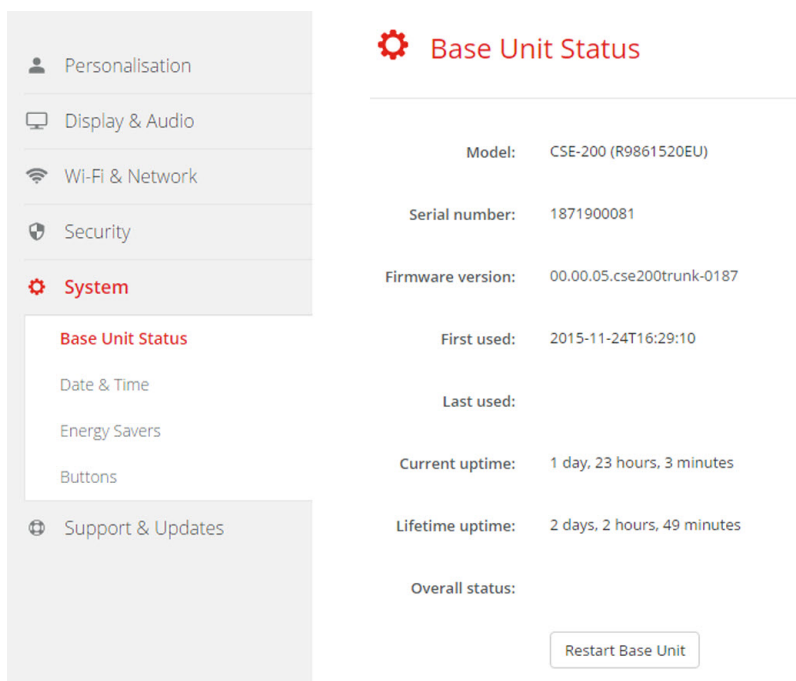 Personalisation
Display & Audio
Wi-Fi & Network
Security
System
Base Unit Status
Date & Time
Energy Savers
Buttons
Support & Updates
Base Unit Status
Model: CSE-200 (R9861520EU)
Serial number: 1871900081
Firmware version: 00.00.05.cse200trunk-0187
First used: 2015-11-24T16:29:10
Last used:
Current uptime: 1 day, 23 hours, 3 minutes
Lifetime uptime: 2 days, 2 hours, 49 minutes
Overall status:
Restart Base Unit